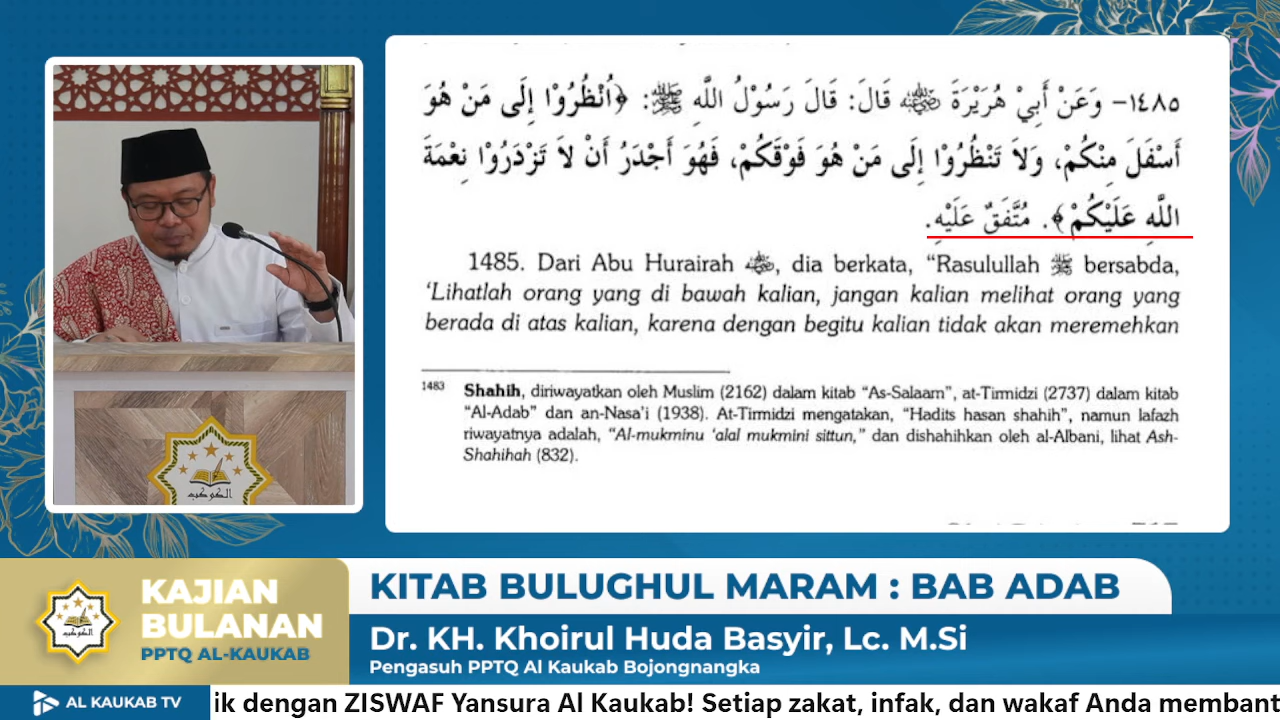 ١٤٨٥- وَعَنْ أَبِيْ هُرَيْرَةَ ﵁ قَالَ: قَالَ رَسُوْلُ اللَّهِ ﷺ: ﴿اُنْظُرُوْا إِلَى مَنْ هُوَ
أَسْفَلَ مِنْكُمْ، وَلاَ تَنْظُرُوْا إِلَى مَنْ هُوَ فَوْقَكُمْ، فَهُوَ أَجْدَرُ أَنْ لاَ تَزْدَرُوْا نِعْمَةَ
اللَّهِ عَلَيْكُمْ﴾. مُتَّفَقٌ عَلَيْهِ.
1485. Dari Abu Hurairah ﵁, dia berkata, “Rasulullah ﷺ bersabda,
‘Lihatlah orang yang di bawah kalian, jangan kalian melihat orang yang
berada di atas kalian, karena dengan begitu kalian tidak akan meremehkan
1483 Shahih, diriwayatkan oleh Muslim (2162) dalam kitab “As-Salaam”, at-Tirmidzi (2737) dalam kitab
“Al-Adab” dan an-Nasa’i (1938). At-Tirmidzi mengatakan, “Hadits hasan shahih”, namun lafazh
riwayatnya adalah, “Al-mukminu ‘alal mukmini sittun,” dan dishahihkan oleh al-Albani, lihat Ash-
Shahihah (832).
الكوكب
KAJIAN
BULANAN
PPTQ AL-KAUKAB
الكوكب
KITAB BULUGHUL MARAM : BAB ADAB
Dr. KH. Khoirul Huda Basyir, Lc. M.Si
Pengasuh PPTQ Al Kaukab Bojongnangka
AL KAUKAB TV
ik dengan ZISWAF Yansura Al Kaukab! Setiap zakat, infak, dan wakaf Anda membant